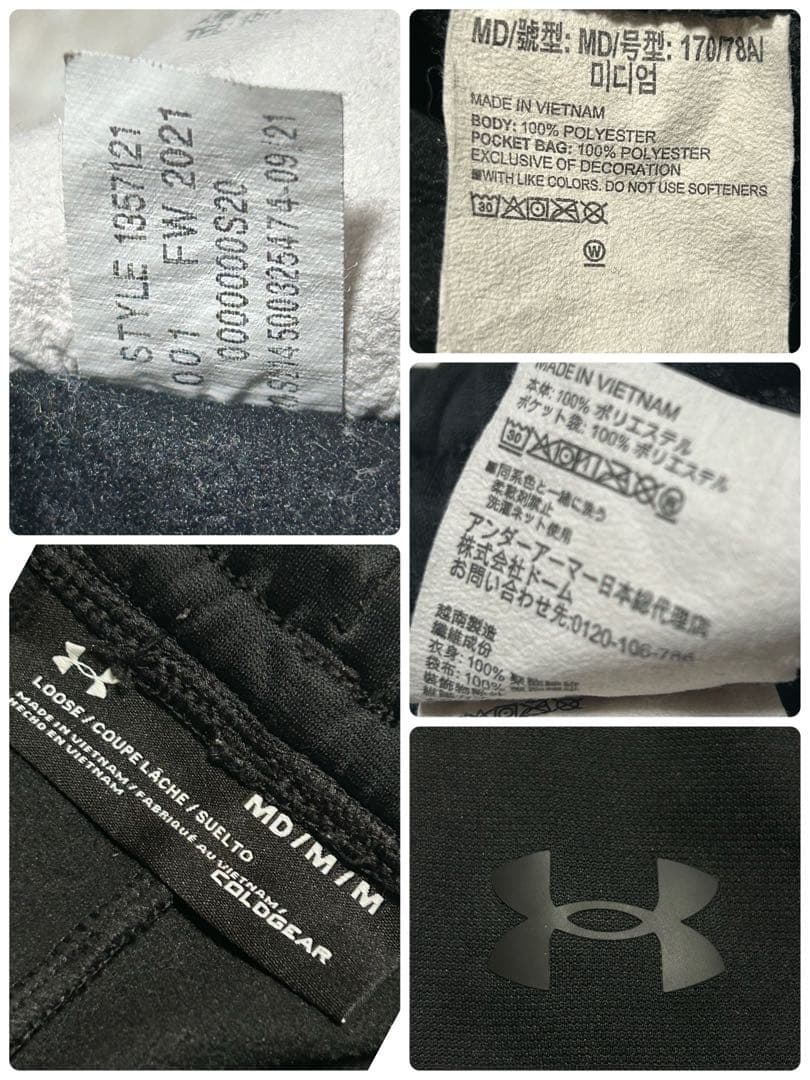 STYLE 1357121
001 FW 2021
0000000S20
4500325474-09/21
MD/號型: MD/号型: 170/78A/
미디엄
MADE IN VIETNAM
BODY: 100% POLYESTER
POCKET BAG: 100% POLYESTER
EXCLUSIVE OF DECORATION
■WITH LIKE COLORS. DO NOT USE SOFTENERS
30
W
MADE IN VIETNAM
本体: 100% ポリエステル
ポケット袋: 100% ポリエステル
30
■同系色と一緒に洗う
柔軟剤禁止
洗濯ネット使用
アンダーアーマー日本総代理店
株式会社ドーム
お問い合わせ先:0120-106-786
越南製造
纖維成份
衣身: 100%
袋布: 100%
LOOSE / COUPE LÂCHE / SUELTO
MADE IN VIETNAM / FABRIQUÉ AU VIETNAM /
HECHO EN VIETNAM
MD / M / M
COLDGEAR